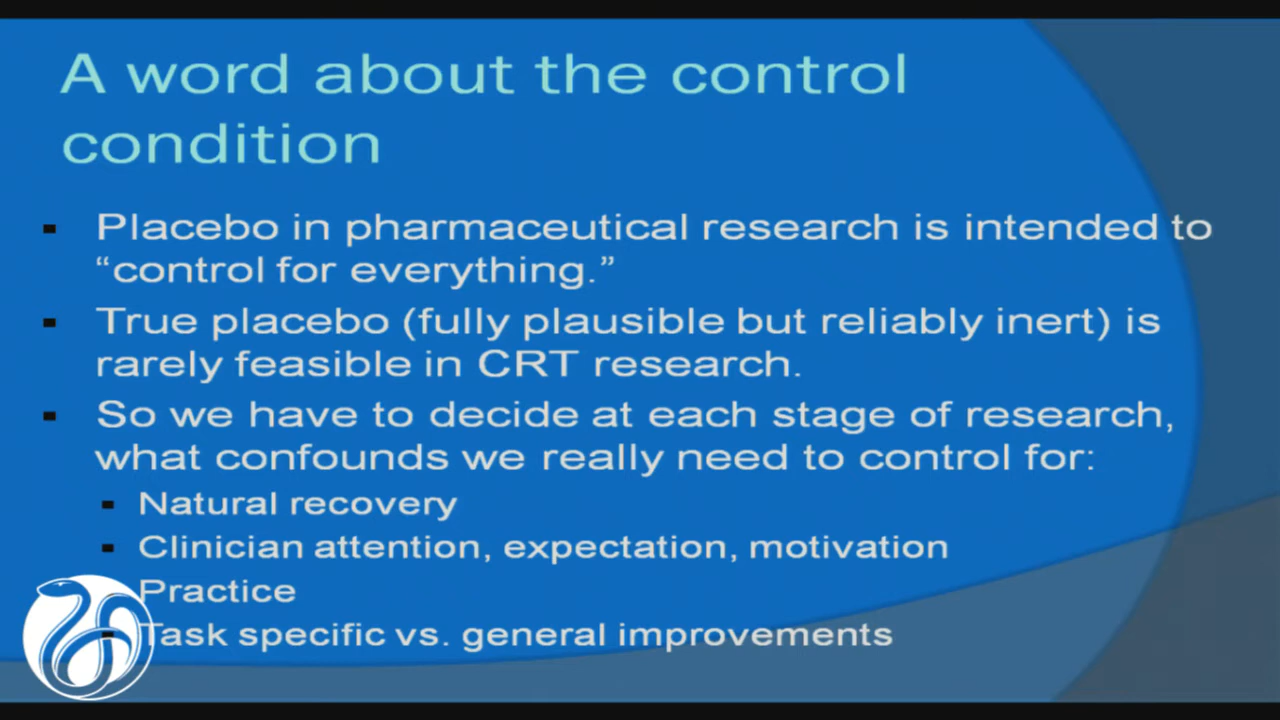 A word about the control
condition
Placebo in pharmaceutical research is intended to
“control for everything.”
True placebo (fully plausible but reliably inert) is
rarely feasible in CRT research.
So we have to decide at each stage of research,
what confounds we really need to control for:
Natural recovery
Clinician attention, expectation, motivation
Practice
Task specific vs. general improvements